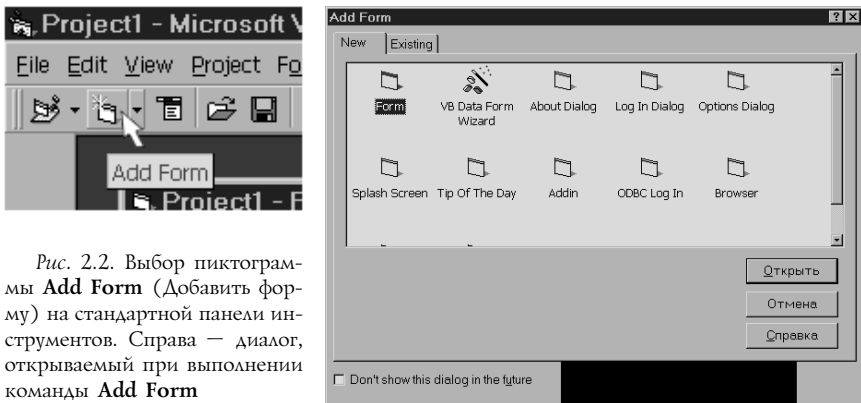 Project1 - Microsoft V
File Edit View Project Fo
Add Form
Project1 - F
Рис. 2.2. Выбор пиктограм-
мы Add Form (Добавить фор-
му) на стандартной панели ин-
струментов. Справа — диалог,
открываемый при выполнении
команды Add Form
Add Form
New Existing
Form VB Data Form Wizard About Dialog Log In Dialog Options Dialog
Splash Screen Tip Of The Day Addin ODBC Log In Browser
Открыть
Отмена
Справка
Don't show this dialog in the future